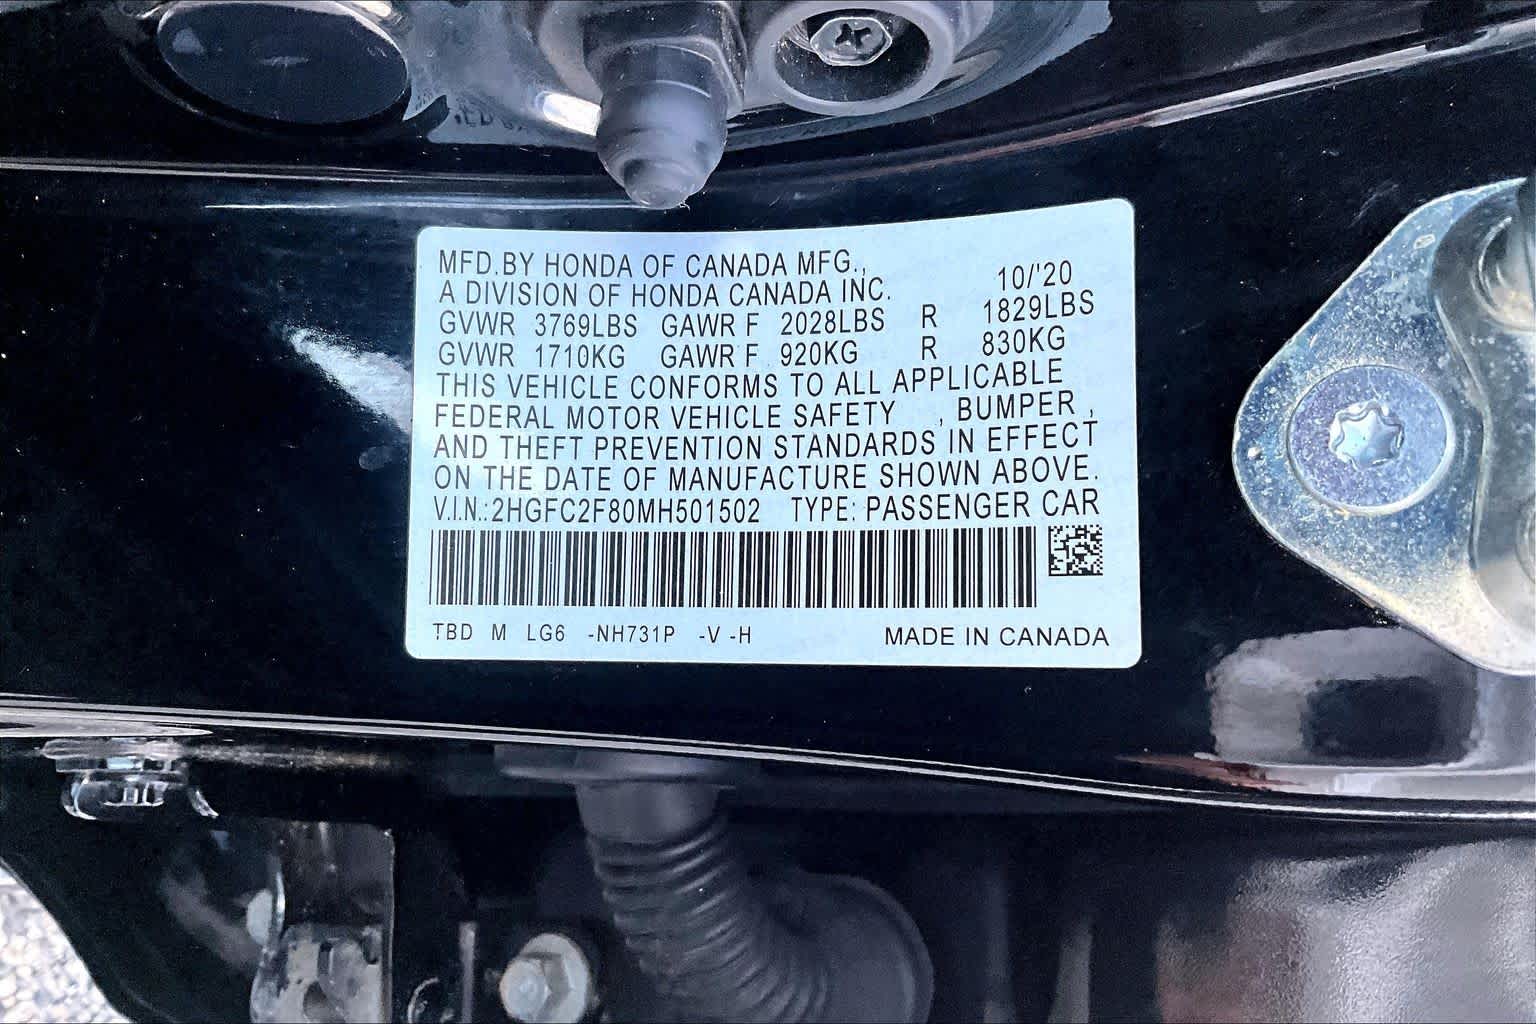 MFD.BY HONDA OF CANADA MFG.,
A DIVISION OF HONDA CANADA INC. 10/'20
GVWR 3769LBS GAWR F 2028LBS R 1829LBS
GVWR 1710KG GAWR F 920KG R 830KG
THIS VEHICLE CONFORMS TO ALL APPLICABLE
FEDERAL MOTOR VEHICLE SAFETY , BUMPER ,
AND THEFT PREVENTION STANDARDS IN EFFECT
ON THE DATE OF MANUFACTURE SHOWN ABOVE.
V.I.N.:2HGFC2F80MH501502 TYPE: PASSENGER CAR
TBD M LG6 -NH731P -V -H MADE IN CANADA